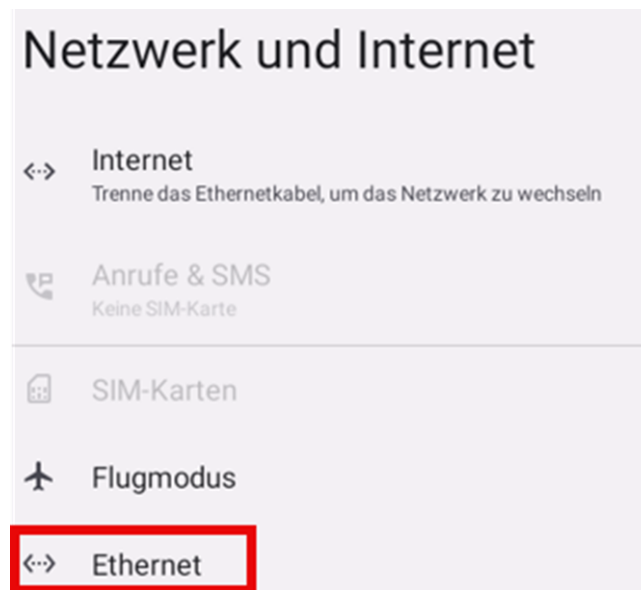 Netzwerk und Internet
Internet
Trenne das Ethernetkabel, um das Netzwerk zu wechseln
Anrufe & SMS
Keine SIM-Karte
SIM-Karten
Flugmodus
Ethernet